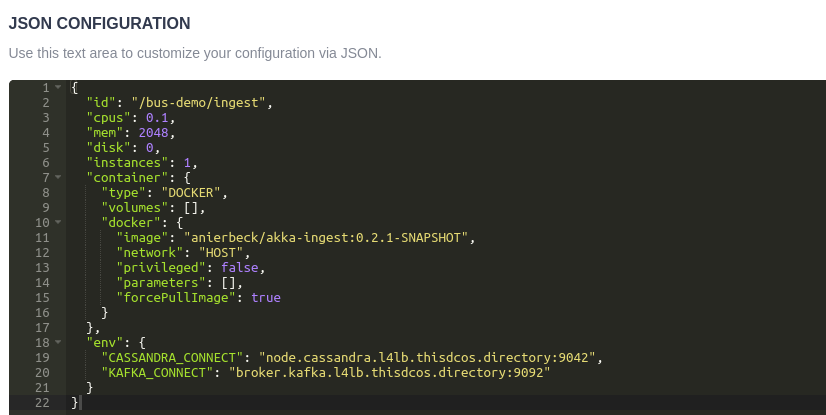 JSON CONFIGURATION
Use this text area to customize your configuration via JSON.
1 {
2   "id": "/bus-demo/ingest",
3   "cpus": 0.1,
4   "mem": 2048,
5   "disk": 0,
6   "instances": 1,
7   "container": {
8     "type": "DOCKER",
9     "volumes": [],
10     "docker": {
11       "image": "anierbeck/akka-ingest:0.2.1-SNAPSHOT",
12       "network": "HOST",
13       "privileged": false,
14       "parameters": [],
15       "forcePullImage": true
16     }
17   },
18   "env": {
19     "CASSANDRA_CONNECT": "node.cassandra.l4lb.thisdcos.directory:9042",
20     "KAFKA_CONNECT": "broker.kafka.l4lb.thisdcos.directory:9092"
21   }
22 }